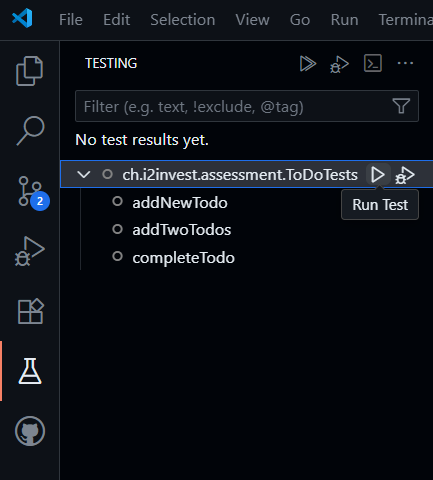 File Edit Selection View Go Run Termina
TESTING
Filter (e.g. text, !exclude, @tag)
No test results yet.
ch.i2invest.assessment.ToDoTests
Run Test
addNewTodo
addTwoTodos
completeTodo
2